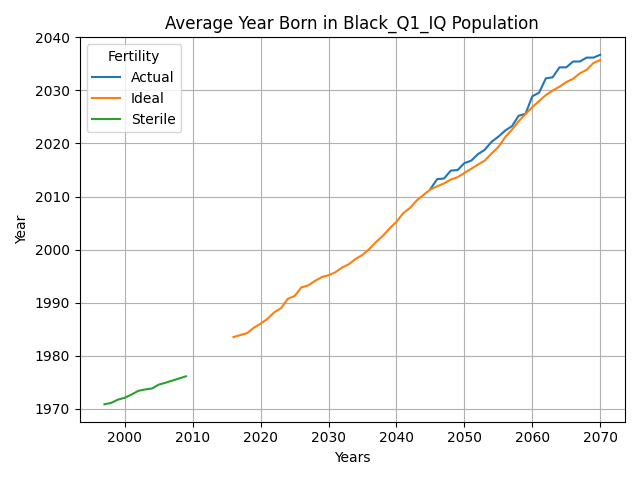 Average Year Born in Black_Q1_IQ Population
Year
2040
2030
2020
2010
2000
1990
1980
1970
Fertility
Actual
Ideal
Sterile
2000 2010 2020 2030 2040 2050 2060 2070
Years